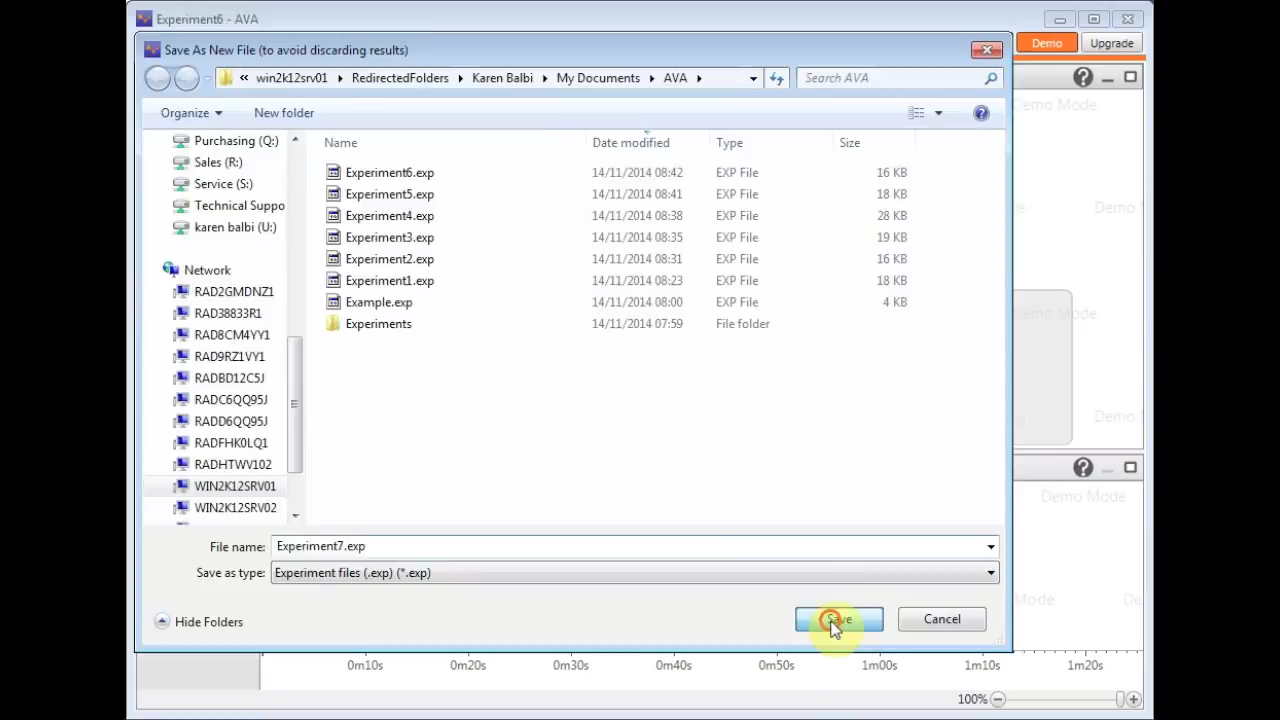 Experiment6 - AVA
Save As New File (to avoid discarding results)
Demo
Upgrade
« win2k12srv01 RedirectedFolders Karen Balbi My Documents AVA
Search AVA
Organize
New folder
Demo Mode
Name
Date modified
Type
Size
Purchasing (Q:)
Sales (R:)
Service (S:)
Technical Suppo
karen balbi (U:)
Network
RAD2GMDNZ1
RAD38833R1
RAD8CM4YY1
RAD9RZ1VY1
RADBD12C5J
RADC6QQ95J
RADD6QQ95J
RADFHK0LQ1
RADHTWV102
WIN2K12SRV01
WIN2K12SRV02
Experiment6.exp 14/11/2014 08:42 EXP File 16 KB
Experiment5.exp 14/11/2014 08:41 EXP File 18 KB
Experiment4.exp 14/11/2014 08:38 EXP File 28 KB
Experiment3.exp 14/11/2014 08:35 EXP File 19 KB
Experiment2.exp 14/11/2014 08:31 EXP File 16 KB
Experiment1.exp 14/11/2014 08:23 EXP File 18 KB
Example.exp 14/11/2014 08:00 EXP File 4 KB
Experiments 14/11/2014 07:59 File folder
Demo M
Demo Mode
Demo M
Demo Mode
File name: Experiment7.exp
Save as type: Experiment files (.exp) (*.exp)
Mode
De
Hide Folders
Save
Cancel
0m10s 0m20s 0m30s 0m40s 0m50s 1m00s 1m10s 1m20s
100%